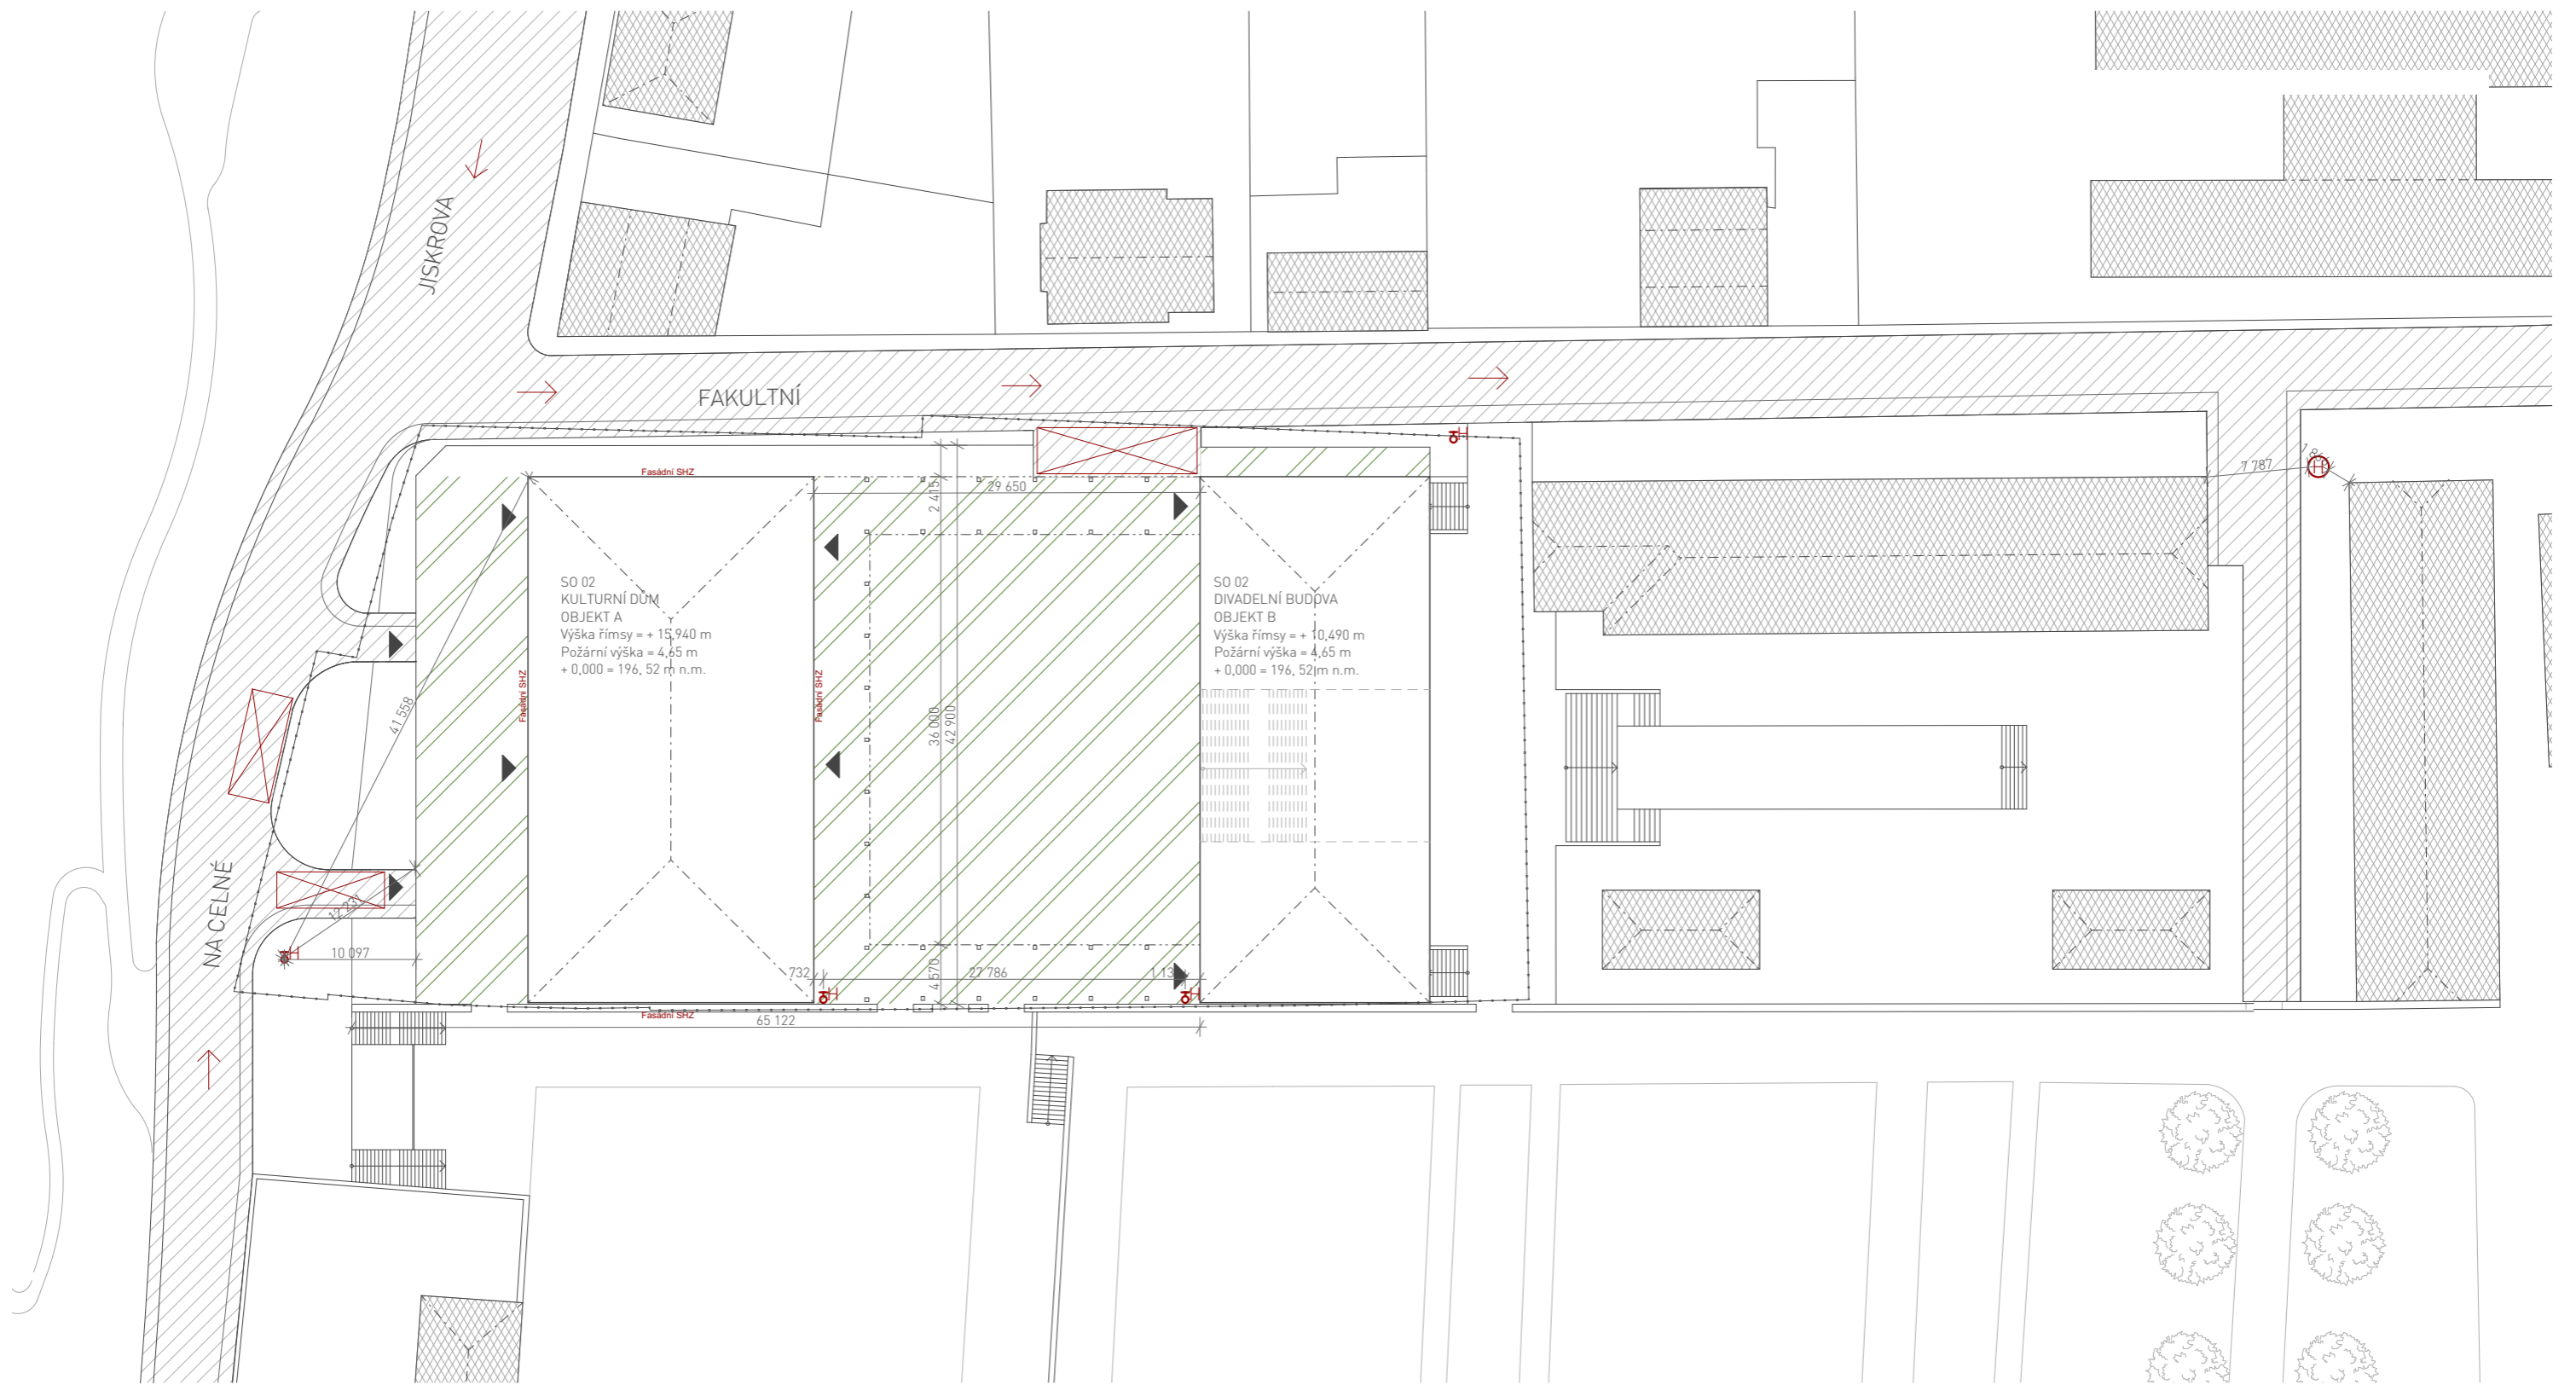 JISKROVA
FAKULTNÍ
Fasádní SHZ
29 650
2 415
7 787
SO 02
KULTURNÍ DŮM
OBJEKT A
Výška římsy = + 15,940 m
Požární výška = 4,65 m
+ 0,000 = 196, 52 m n.m.
SO 02
DIVADELNÍ BUDOVA
OBJEKT B
Výška římsy = + 10,490 m
Požární výška = 4,65 m
+ 0,000 = 196, 52 m n.m.
Fasádní SHZ
Fasádní SHZ
41 558
36 000
42 900
NA CELNÉ
12 237
10 097
H
732
4 570
27 786
H
H
H
H
Fasádní SHZ
65 122